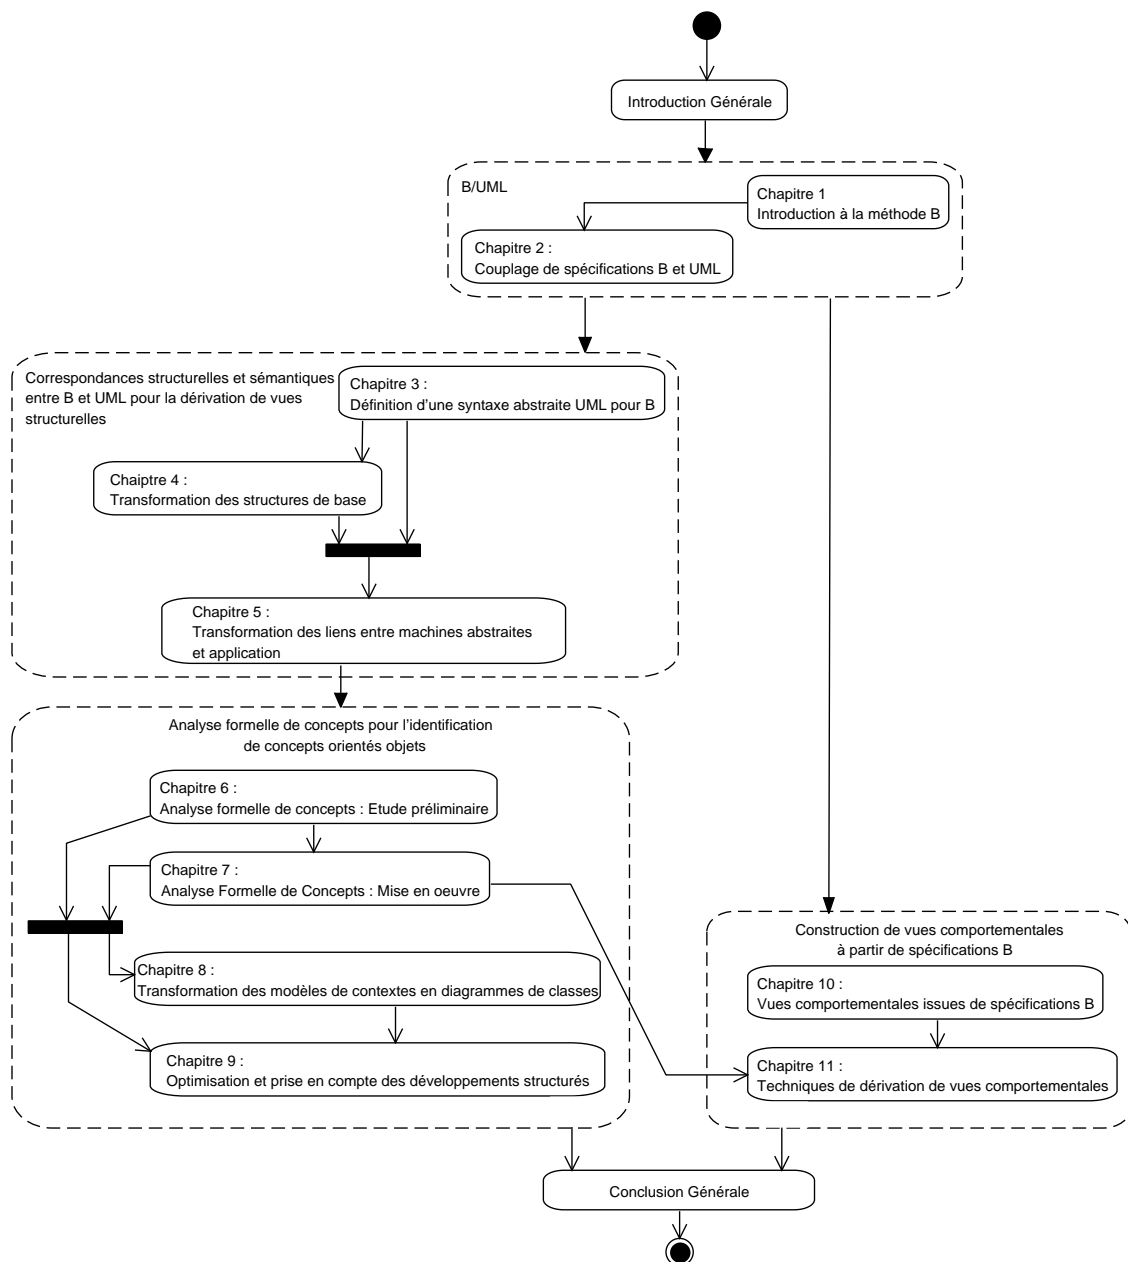 Introduction Générale
B/UML
Chapitre 1
Introduction à la méthode B
Chapitre 2 :
Couplage de spécifications B et UML
Correspondances structurelles et sémantiques
entre B et UML pour la dérivation de vues
structurelles
Chapitre 3 :
Définition d'une syntaxe abstraite UML pour B
Chaiptre 4 :
Transformation des structures de base
Chapitre 5 :
Transformation des liens entre machines abstraites
et application
Analyse formelle de concepts pour l'identification
de concepts orientés objets
Chapitre 6 :
Analyse formelle de concepts : Etude préliminaire
Chapitre 7 :
Analyse Formelle de Concepts : Mise en oeuvre
Chapitre 8 :
Transformation des modèles de contextes en diagrammes de classes
Chapitre 9 :
Optimisation et prise en compte des développements structurés
Construction de vues comportementales
à partir de spécifications B
Chapitre 10 :
Vues comportementales issues de spécifications B
Chapitre 11 :
Techniques de dérivation de vues comportementales
Conclusion Générale